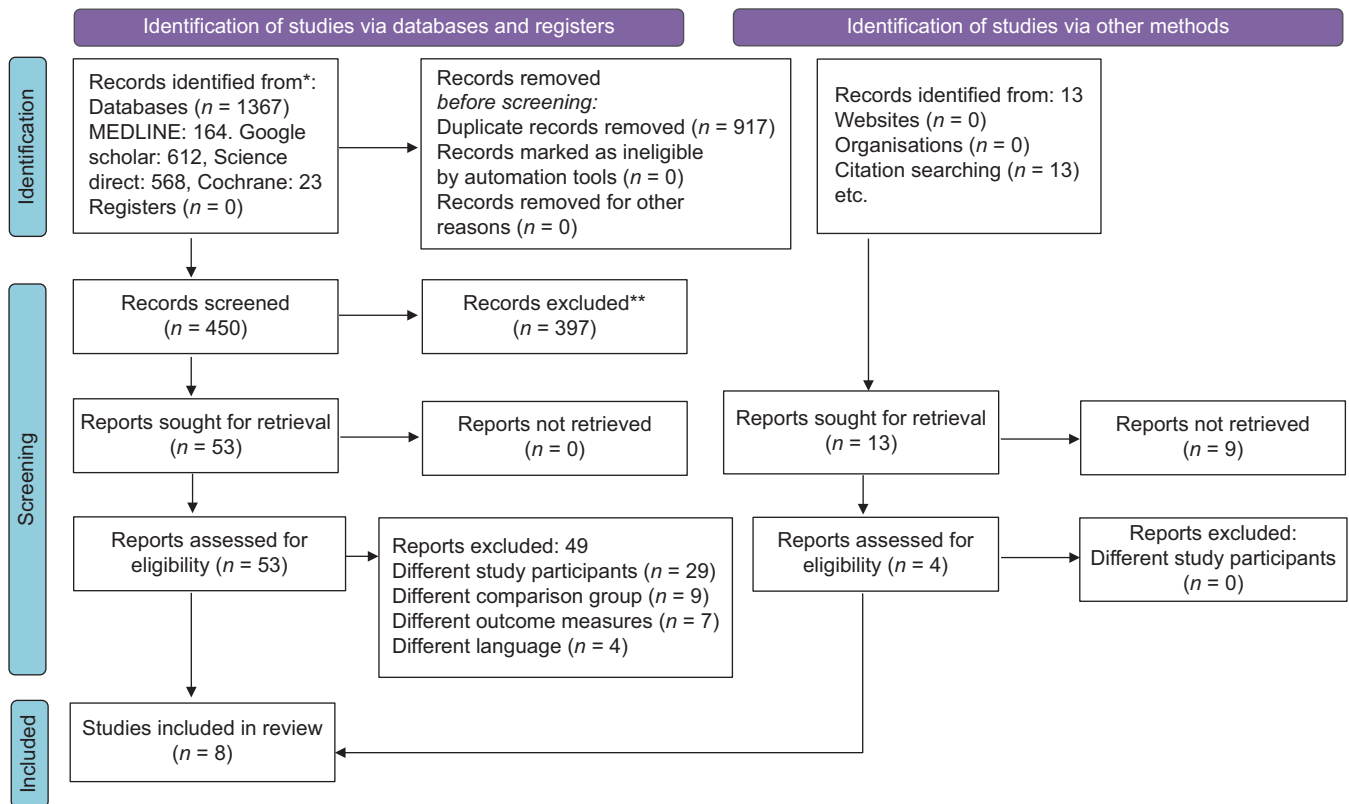 Identification of studies via databases and registers
Identification of studies via other methods
Identification
Records identified from*:
Databases (n = 1367)
MEDLINE: 164. Google
scholar: 612, Science
direct: 568, Cochrane: 23
Registers (n = 0)
Records removed
before screening:
Duplicate records removed (n = 917)
Records marked as ineligible
by automation tools (n = 0)
Records removed for other
reasons (n = 0)
Records identified from: 13
Websites (n = 0)
Organisations (n = 0)
Citation searching (n = 13)
etc.
Screening
Records screened
(n = 450)
Records excluded**
(n = 397)
Reports sought for retrieval
(n = 53)
Reports not retrieved
(n = 0)
Reports sought for retrieval
(n = 13)
Reports not retrieved
(n = 9)
Reports assessed for
eligibility (n = 53)
Reports excluded: 49
Different study participants (n = 29)
Different comparison group (n = 9)
Different outcome measures (n = 7)
Different language (n = 4)
Reports assessed for
eligibility (n = 4)
Reports excluded:
Different study participants
(n = 0)
Included
Studies included in review
(n = 8)